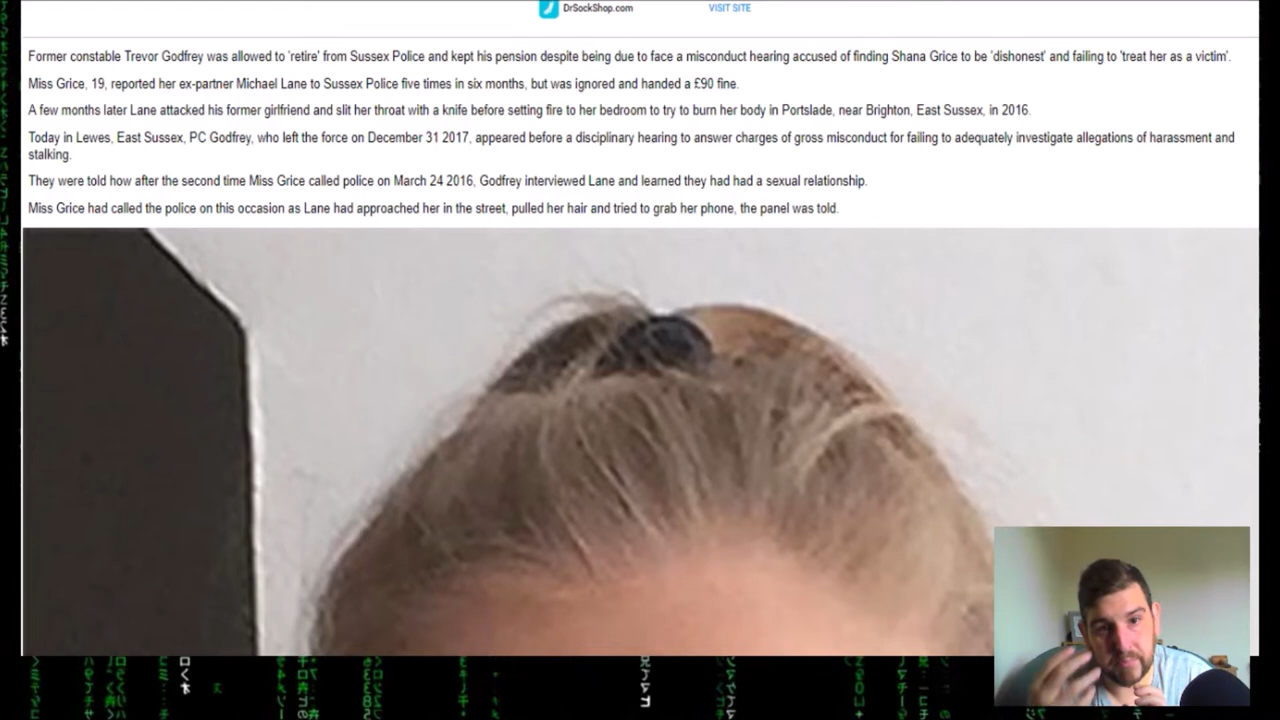 DrSockShop.com VISIT SITE
Former constable Trevor Godfrey was allowed to 'retire' from Sussex Police and kept his pension despite being due to face a misconduct hearing accused of finding Shana Grice to be 'dishonest' and failing to 'treat her as a victim'.
Miss Grice, 19, reported her ex-partner Michael Lane to Sussex Police five times in six months, but was ignored and handed a £90 fine.
A few months later Lane attacked his former girlfriend and slit her throat with a knife before setting fire to her bedroom to try to burn her body in Portslade, near Brighton, East Sussex, in 2016.
Today in Lewes, East Sussex, PC Godfrey, who left the force on December 31 2017, appeared before a disciplinary hearing to answer charges of gross misconduct for failing to adequately investigate allegations of harassment and
stalking.
They were told how after the second time Miss Grice called police on March 24 2016, Godfrey interviewed Lane and learned they had had a sexual relationship.
Miss Grice had called the police on this occasion as Lane had approached her in the street, pulled her hair and tried to grab her phone, the panel was told.